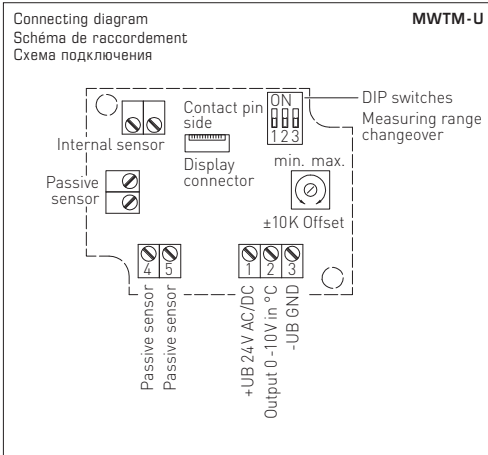 Connecting diagram
MWTM-U
Schéma de raccordement
Схема подключения
ON
1 2 3
DIP switches
Measuring range
changeover
Contact pin
side
Internal sensor
Display
connector
min. max.
Passive
sensor
±10K Offset
4 5
1 2 3
Passive sensor
Passive sensor
+UB 24V AC/DC
Output 0 -10V in °C
-UB GND